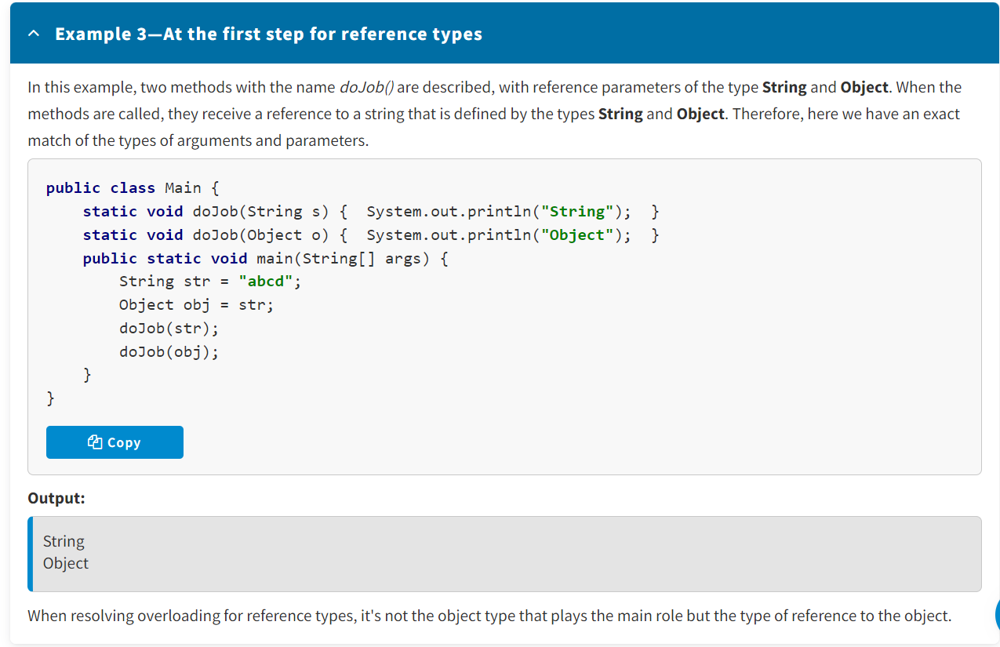 Example 3—At the first step for reference types
In this example, two methods with the name doJob() are described, with reference parameters of the type String and Object. When the
methods are called, they receive a reference to a string that is defined by the types String and Object. Therefore, here we have an exact
match of the types of arguments and parameters.
public class Main {
    static void doJob(String s) {  System.out.println("String");  }
    static void doJob(Object o) {  System.out.println("Object");  }
    public static void main(String[] args) {
        String str = "abcd";
        Object obj = str;
        doJob(str);
        doJob(obj);
    }
}
Copy
Output:
String
Object
When resolving overloading for reference types, it's not the object type that plays the main role but the type of reference to the object.